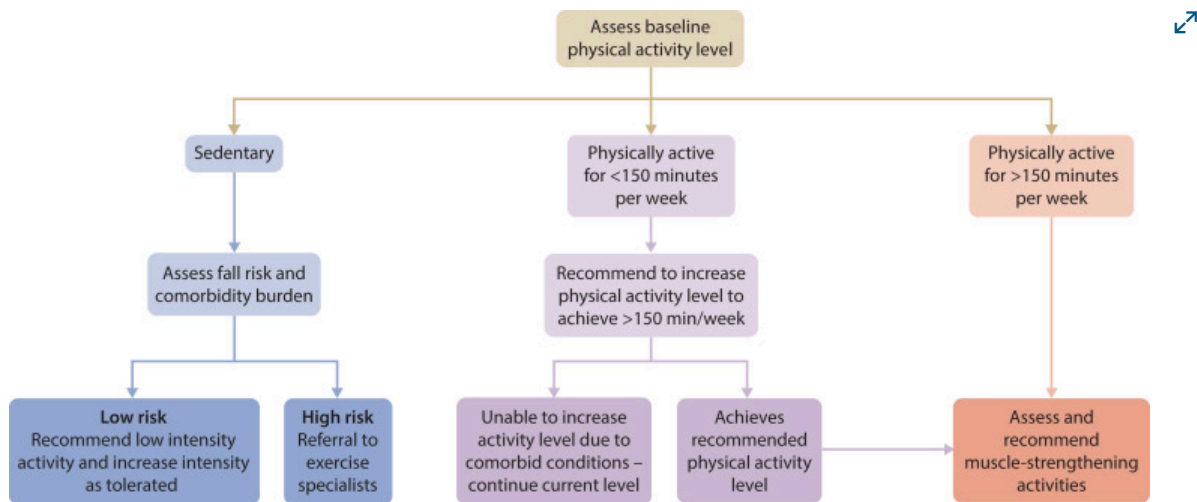 Assess baseline
physical activity level
Sedentary
Physically active
for <150 minutes
per week
Physically active
for >150 minutes
per week
Assess fall risk and
comorbidity burden
Recommend to increase
physical activity level to
achieve >150 min/week
Low risk
Recommend low intensity
activity and increase intensity
as tolerated
High risk
Referral to
exercise
specialists
Unable to increase
activity level due to
comorbid conditions –
continue current level
Achieves
recommended
physical activity
level
Assess and
recommend
muscle-strengthening
activities